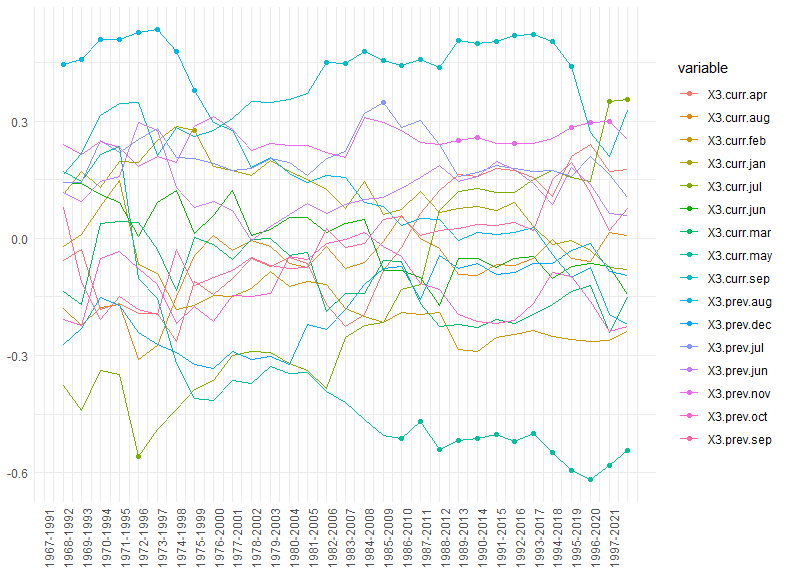 0.3
0.0
-0.3
-0.6
1967-1991
1968-1992
1969-1993
1970-1994
1971-1995
1972-1996
1973-1997
1974-1998
1975-1999
1976-2000
1977-2001
1978-2002
1979-2003
1980-2004
1981-2005
1982-2006
1983-2007
1984-2008
1985-2009
1986-2010
1987-2011
1988-2012
1989-2013
1990-2014
1991-2015
1992-2016
1993-2017
1994-2018
1995-2019
1996-2020
1997-2021
variable
X3.curr.apr
X3.curr.aug
X3.curr.feb
X3.curr.jan
X3.curr.jul
X3.curr.jun
X3.curr.mar
X3.curr.may
X3.curr.sep
X3.prev.aug
X3.prev.dec
X3.prev.jul
X3.prev.jun
X3.prev.nov
X3.prev.oct
X3.prev.sep